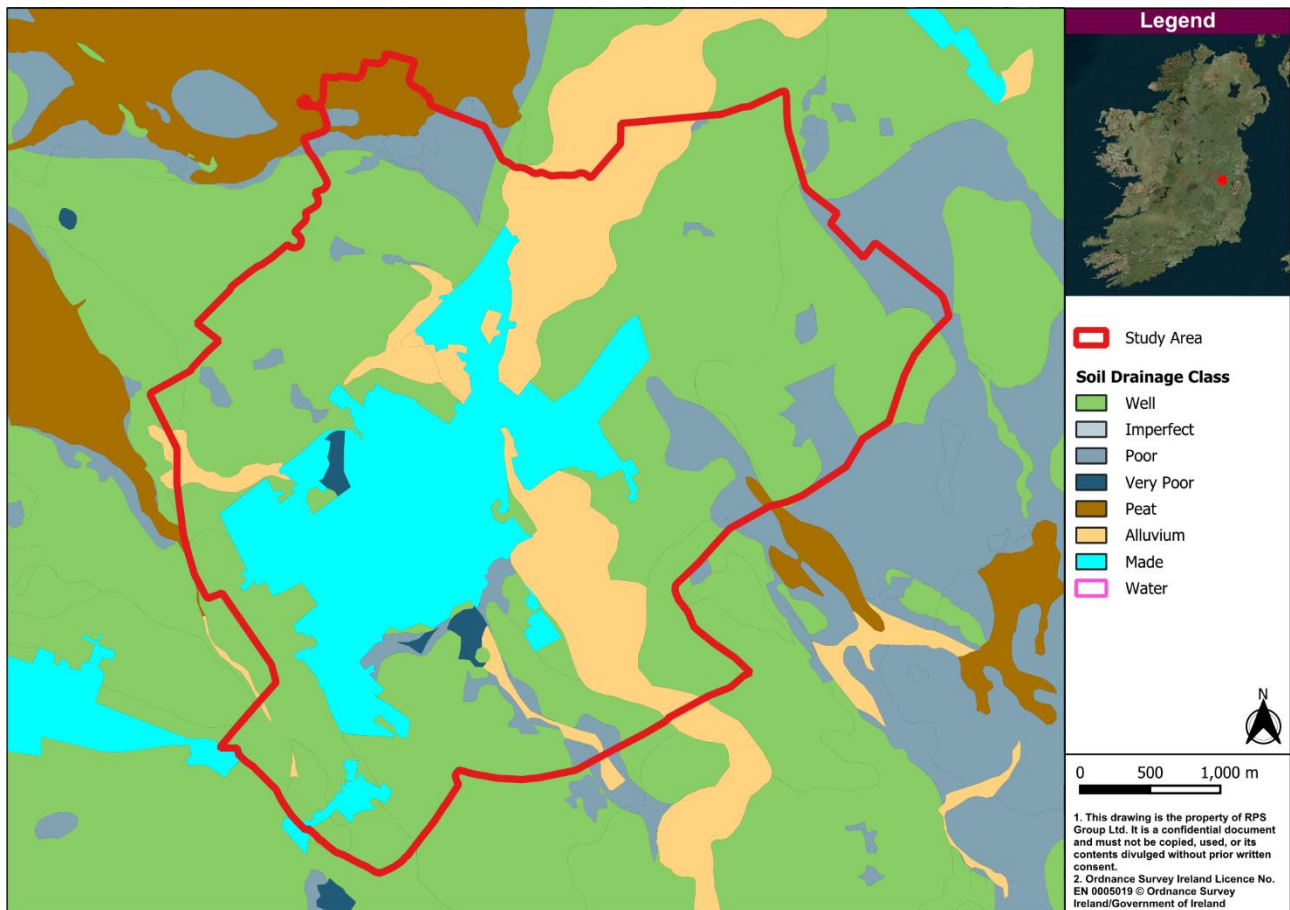 Legend
Study Area
Soil Drainage Class
Well
Imperfect
Poor
Very Poor
Peat
Alluvium
Made
Water
N
0 500 1,000 m
1. This drawing is the property of RPS
Group Ltd. It is a confidential document
and must not be copied, used, or its
contents divulged without prior written
consent.
2. Ordnance Survey Ireland Licence No.
EN 0005019 © Ordnance Survey
Ireland/Government of Ireland